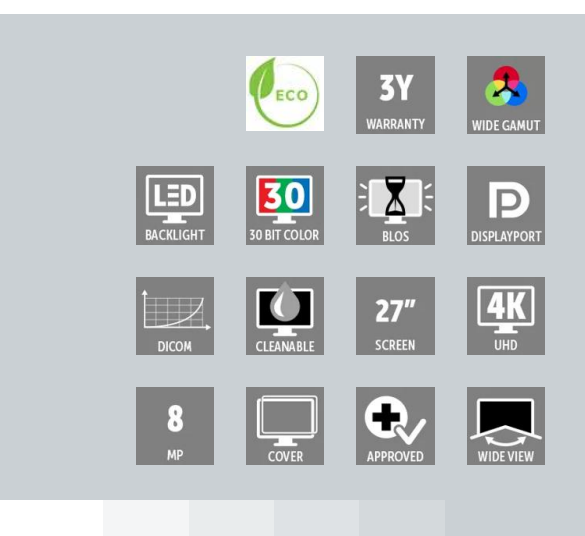 ECO
3Y
WARRANTY
WIDE GAMUT
LED
BACKLIGHT
30
30 BIT COLOR
BLOS
D
DISPLAYPORT
DICOM
CLEANABLE
27"
SCREEN
4K
UHD
8
MP
COVER
APPROVED
WIDE VIEW